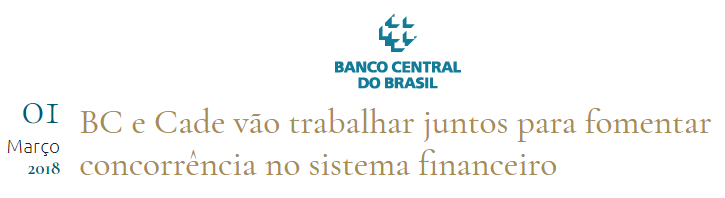 BANCO CENTRAL
DO BRASIL
01
Março
2018
BC e Cade vão trabalhar juntos para fomentar
concorrência no sistema financeiro